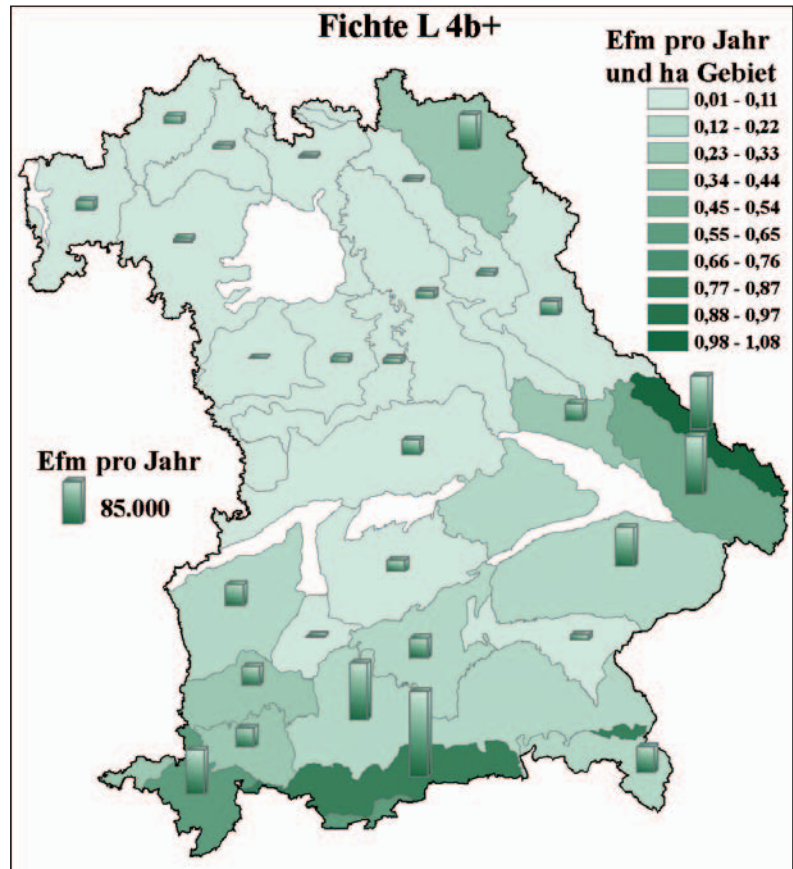 Fichte L 4b+
Efm pro Jahr
und ha Gebiet
0,01 - 0,11
0,12 - 0,22
0,23 - 0,33
0,34 - 0,44
0,45 - 0,54
0,55 - 0,65
0,66 - 0,76
0,77 - 0,87
0,88 - 0,97
0,98 - 1,08
Efm pro Jahr
85.000